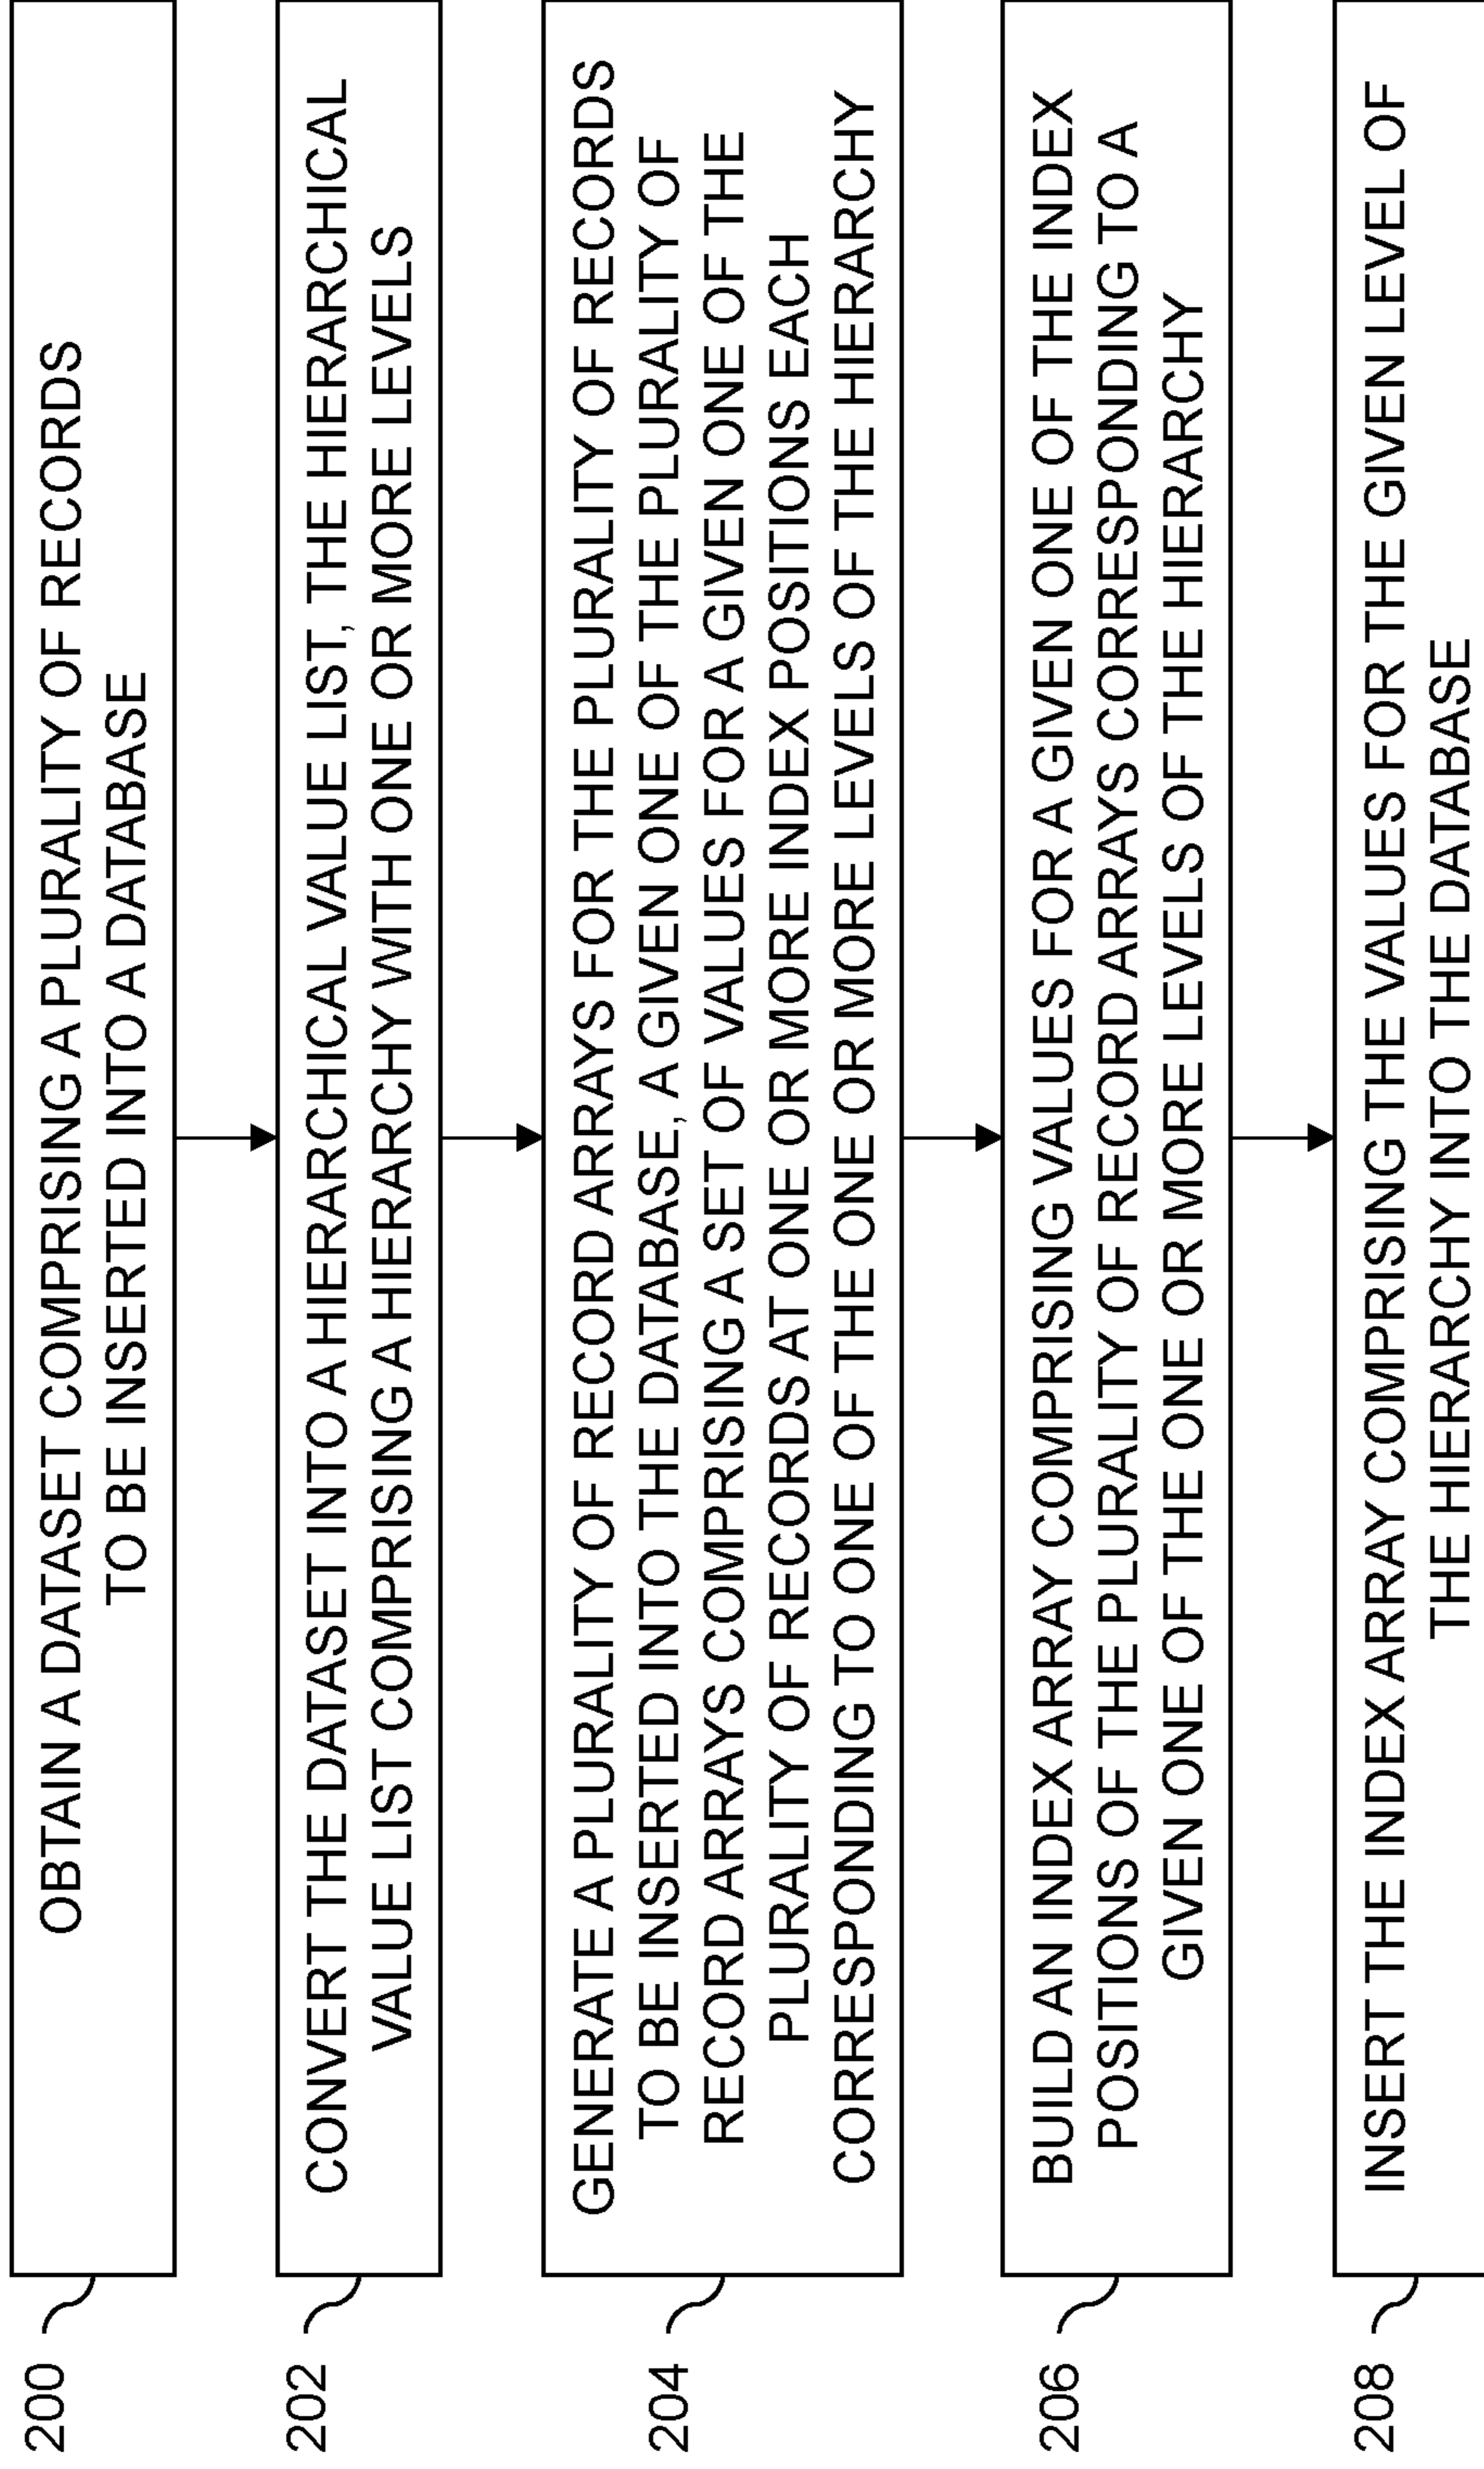 200
OBTAIN A DATASET COMPRISING A PLURALITY OF RECORDS
TO BE INSERTED INTO A DATABASE
202
CONVERT THE DATASET INTO A HIERARCHICAL VALUE LIST, THE HIERARCHICAL
VALUE LIST COMPRISING A HIERARCHY WITH ONE OR MORE LEVELS
204
GENERATE A PLURALITY OF RECORD ARRAYS FOR THE PLURALITY OF RECORDS
TO BE INSERTED INTO THE DATABASE, A GIVEN ONE OF THE PLURALITY OF
RECORD ARRAYS COMPRISING A SET OF VALUES FOR A GIVEN ONE OF THE
PLURALITY OF RECORDS AT ONE OR MORE INDEX POSITIONS EACH
CORRESPONDING TO ONE OF THE ONE OR MORE LEVELS OF THE HIERARCHY
206
BUILD AN INDEX ARRAY COMPRISING VALUES FOR A GIVEN ONE OF THE INDEX
POSITIONS OF THE PLURALITY OF RECORD ARRAYS CORRESPONDING TO A
GIVEN ONE OF THE ONE OR MORE LEVELS OF THE HIERARCHY
208
INSERT THE INDEX ARRAY COMPRISING THE VALUES FOR THE GIVEN LEVEL OF
THE HIERARCHY INTO THE DATABASE